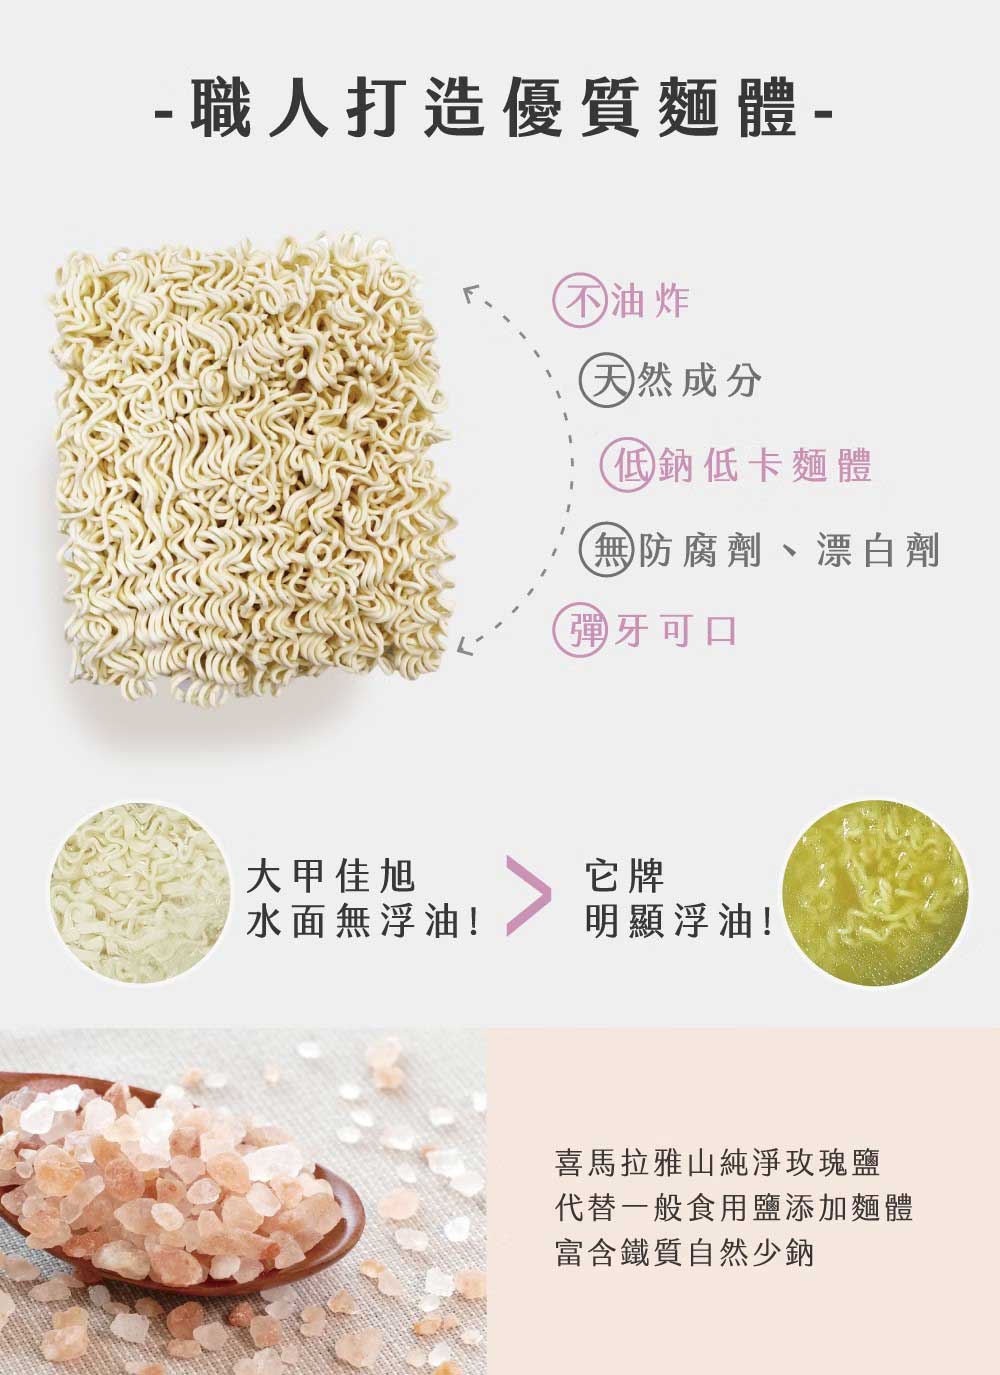 -職人打造優質麵體-
不油炸
天然成分
低鈉低卡麵體
無防腐劑、漂白劑
彈牙可口
大甲佳旭
水面無浮油!
>
它牌
明顯浮油!
喜馬拉雅山純淨玫瑰鹽
代替一般食用鹽添加麵體
富含鐵質自然少鈉